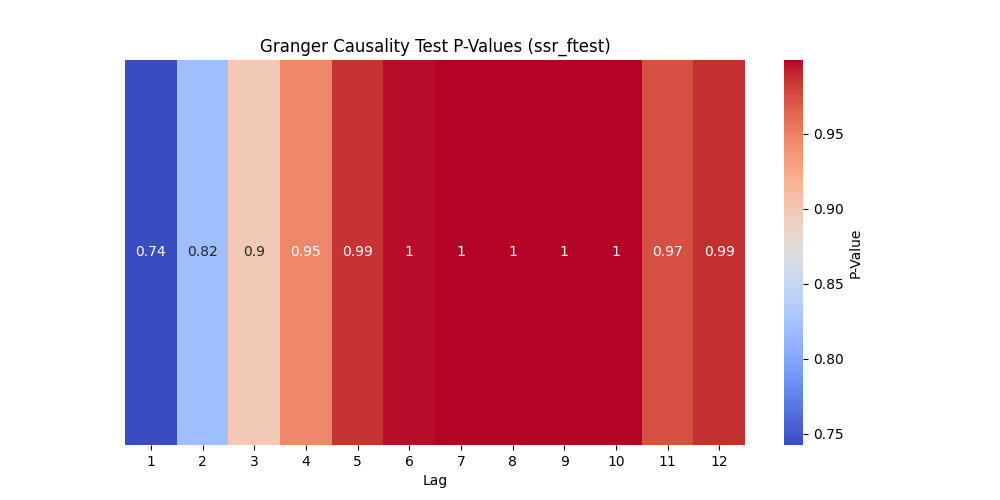 Granger Causality Test P-Values (ssr_ftest)
0.74 0.82 0.9 0.95 0.99 1 1 1 1 1 0.97 0.99
1 2 3 4 5 6 7 8 9 10 11 12
Lag
0.95
0.90
0.85
0.80
0.75
P-Value